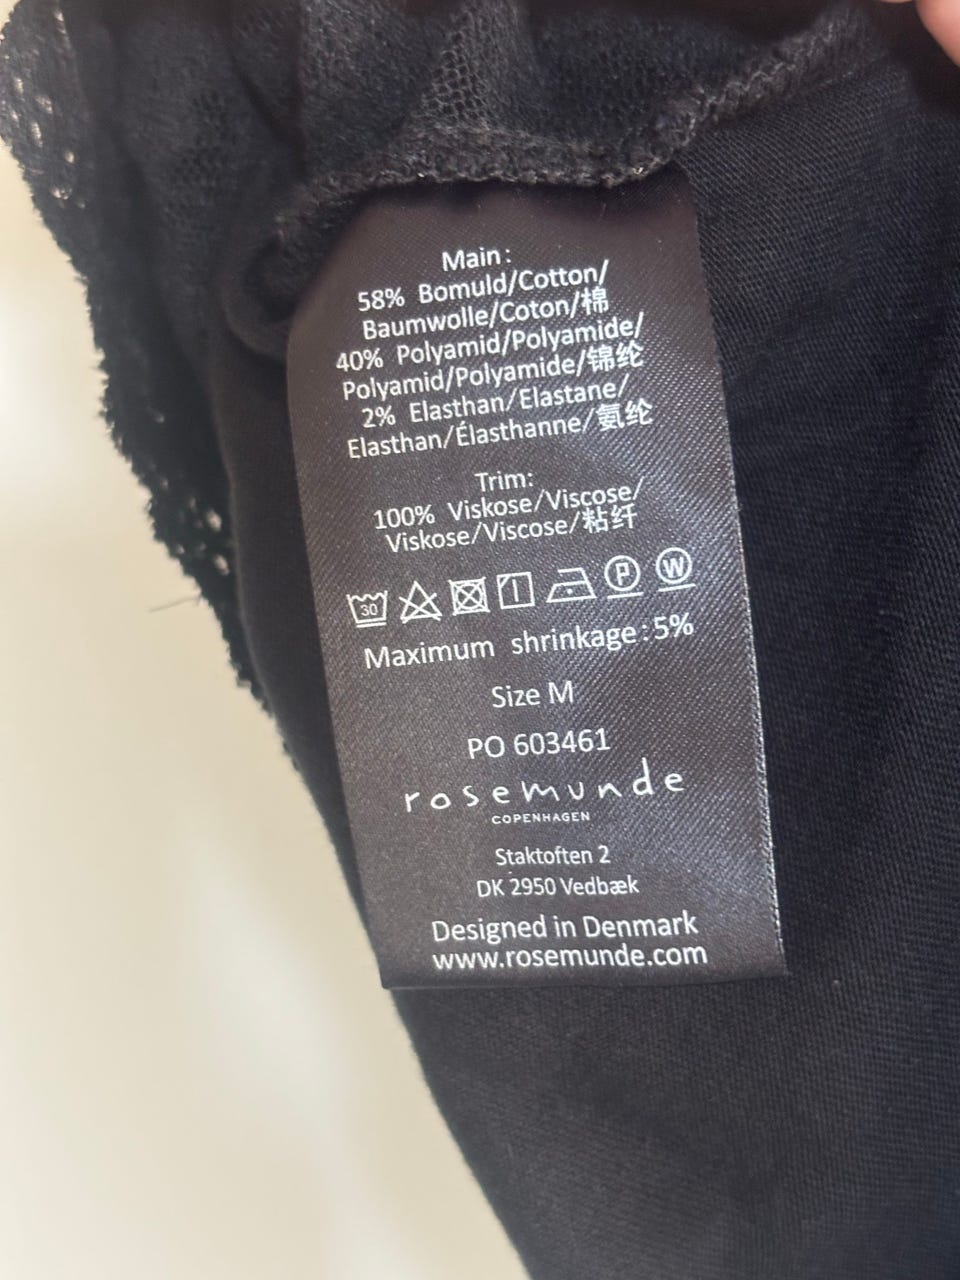 Main:
58% Bomuld/Cotton/
Baumwolle/Coton/棉
40% Polyamid/Polyamide/
Polyamid/Polyamide/锦纶
2% Elasthan/Elastane/
Elasthan/Élasthanne/氨纶
Trim:
100% Viskose/Viscose/
Viskose/Viscose/粘纤
30 P W
Maximum shrinkage:5%
Size M
PO 603461
rosemunde
COPENHAGEN
Staktoften 2
DK 2950 Vedbæk
Designed in Denmark
www.rosemunde.com